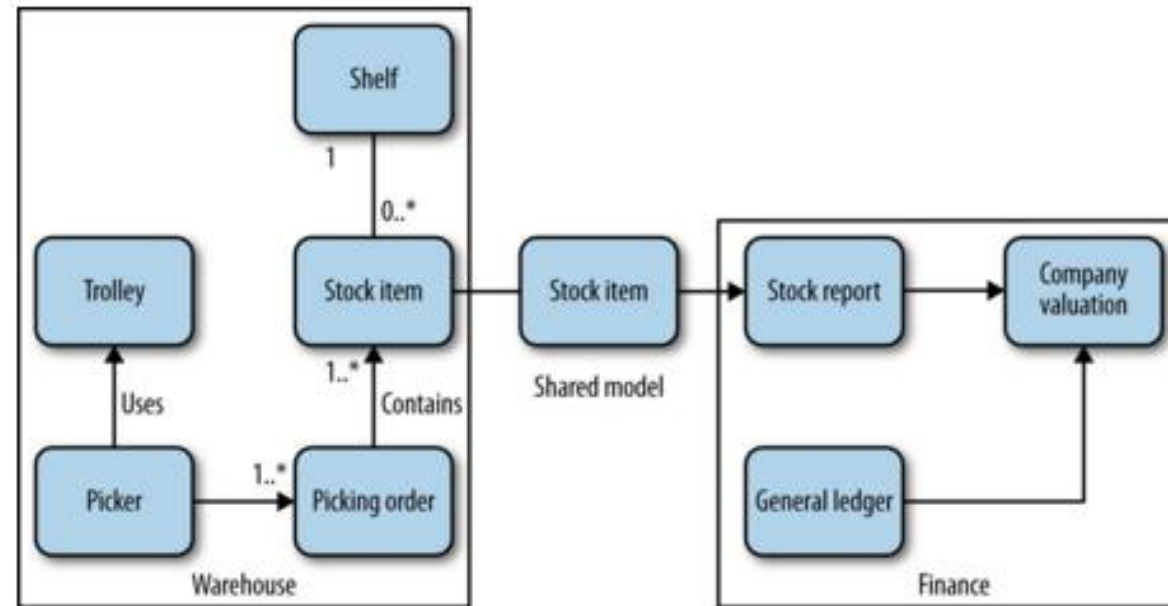 Shelf
1
0..*
Trolley
Stock item
Stock item
Stock report
Company
valuation
1..*
Shared model
Uses
Contains
1..*
Picker
Picking order
General ledger
Warehouse
Finance